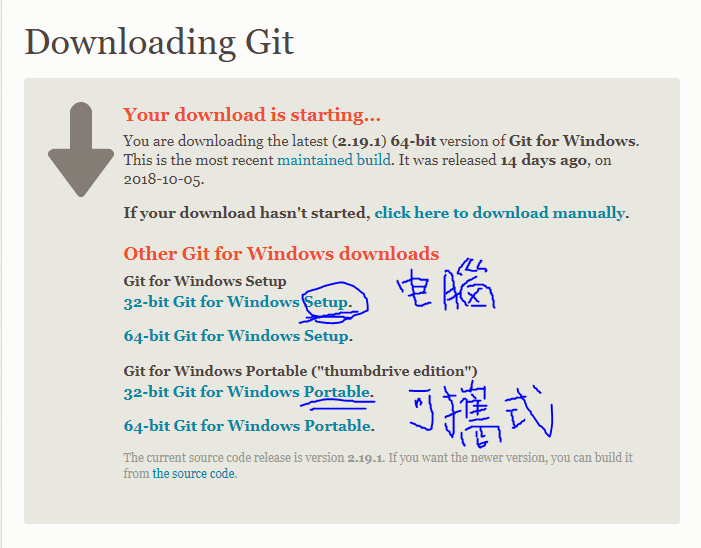 Downloading Git
Your download is starting...
You are downloading the latest (2.19.1) 64-bit version of Git for Windows.
This is the most recent maintained build. It was released 14 days ago, on
2018-10-05.
If your download hasn't started, click here to download manually.
Other Git for Windows downloads
Git for Windows Setup
32-bit Git for Windows Setup.
电腦
64-bit Git for Windows Setup.
Git for Windows Portable ("thumbdrive edition")
32-bit Git for Windows Portable.
可攜式
64-bit Git for Windows Portable.
The current source code release is version 2.19.1. If you want the newer version, you can build it
from the source code.